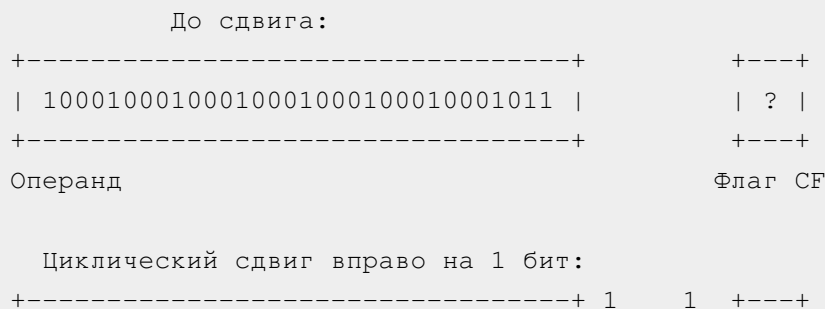 До сдвига:
+----------------------------------+ +---+
| 10001000100010001000100010001011 | | ? |
+----------------------------------+ +---+
Операнд Флаг CF
Циклический сдвиг вправо на 1 бит:
+----------------------------------+ 1 1 +---+